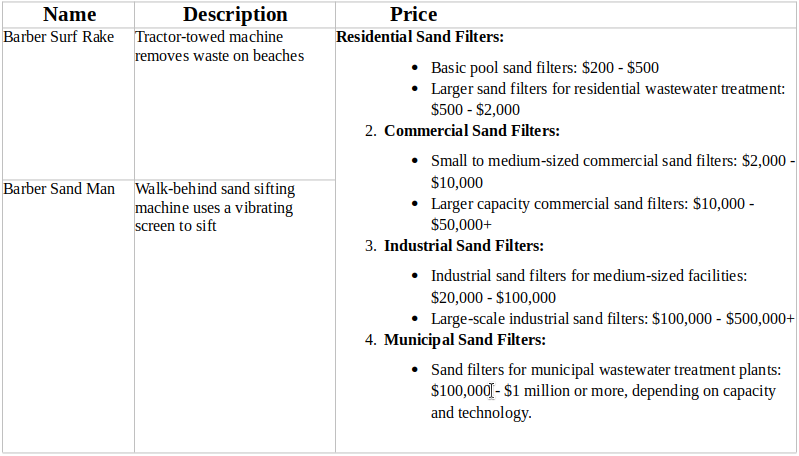 Name Description Price
Barber Surf Rake
Tractor-towed machine
removes waste on beaches
Barber Sand Man
Walk-behind sand sifting
machine uses a vibrating
screen to sift
Residential Sand Filters:
• Basic pool sand filters: $200 - $500
• Larger sand filters for residential wastewater treatment:
$500 - $2,000
2. Commercial Sand Filters:
• Small to medium-sized commercial sand filters: $2,000 -
$10,000
• Larger capacity commercial sand filters: $10,000 -
$50,000+
3. Industrial Sand Filters:
• Industrial sand filters for medium-sized facilities:
$20,000 - $100,000
• Large-scale industrial sand filters: $100,000 - $500,000+
4. Municipal Sand Filters:
• Sand filters for municipal wastewater treatment plants:
$100,000 - $1 million or more, depending on capacity
and technology.